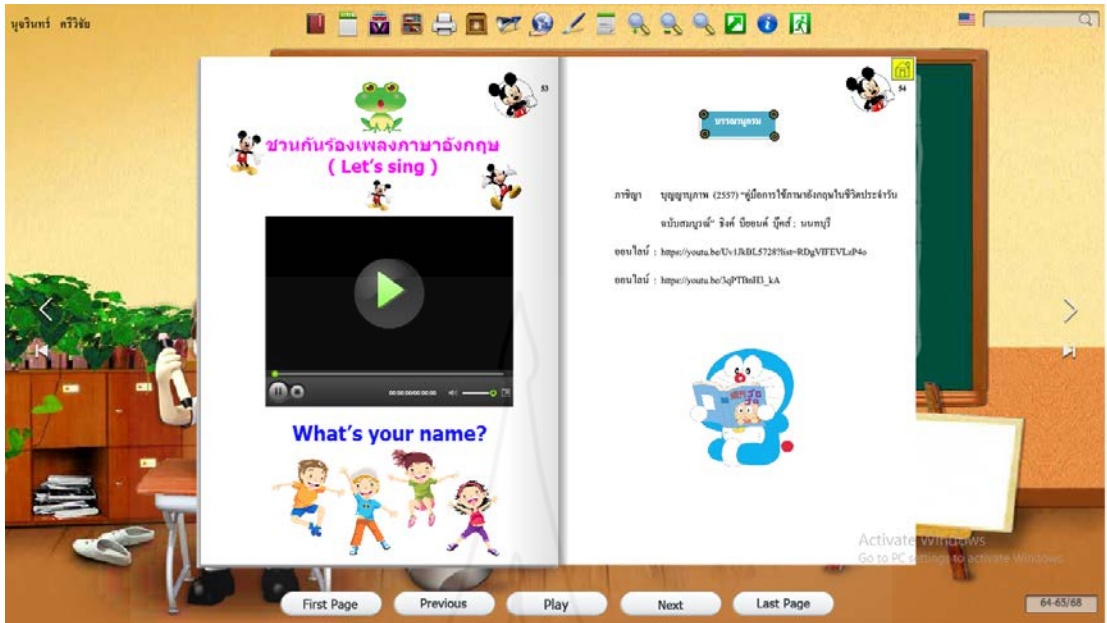 นุจรินทร์ ศรีวิชัย
53
ชวนกันร้องเพลงภาษาอังกฤษ
( Let's sing )
00:00:00/00:00:00
What's your name?
54
บรรณานุกรม
ภาชิญา บุญญานุภาพ (2557) "คู่มือการใช้ภาษาอังกฤษในชีวิตประจำวัน
ฉบับสมบูรณ์" ธิงค์ บียอนด์ บุ๊คส์ ; นนทบุรี
ออนไลน์ : https://youtu.be/Uv1JkBL5728?list=RDgVIFEVLzP4o
ออนไลน์ : https://youtu.be/3qPTBnH3_kA
Activate Windows
Go to PC settings to activate Windows.
First Page
Previous
Play
Next
Last Page
64-65/68